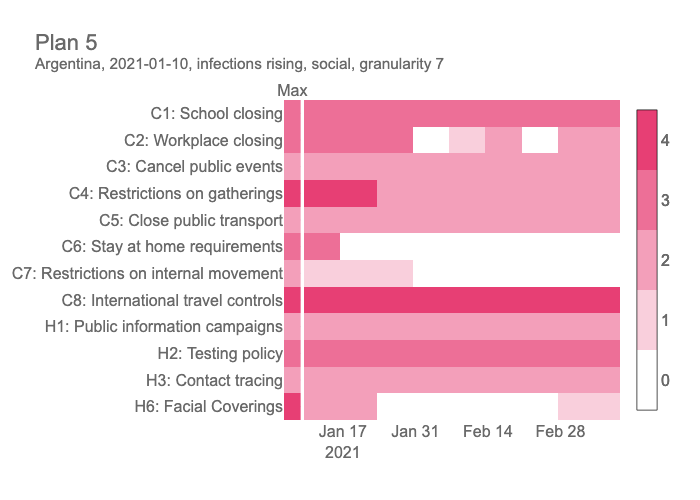 Plan 5
Argentina, 2021-01-10, infections rising, social, granularity 7
Max
C1: School closing
C2: Workplace closing
C3: Cancel public events
C4: Restrictions on gatherings
C5: Close public transport
C6: Stay at home requirements
C7: Restrictions on internal movement
C8: International travel controls
H1: Public information campaigns
H2: Testing policy
H3: Contact tracing
H6: Facial Coverings
Jan 17 Jan 31 Feb 14 Feb 28
2021
4
3
2
1
0